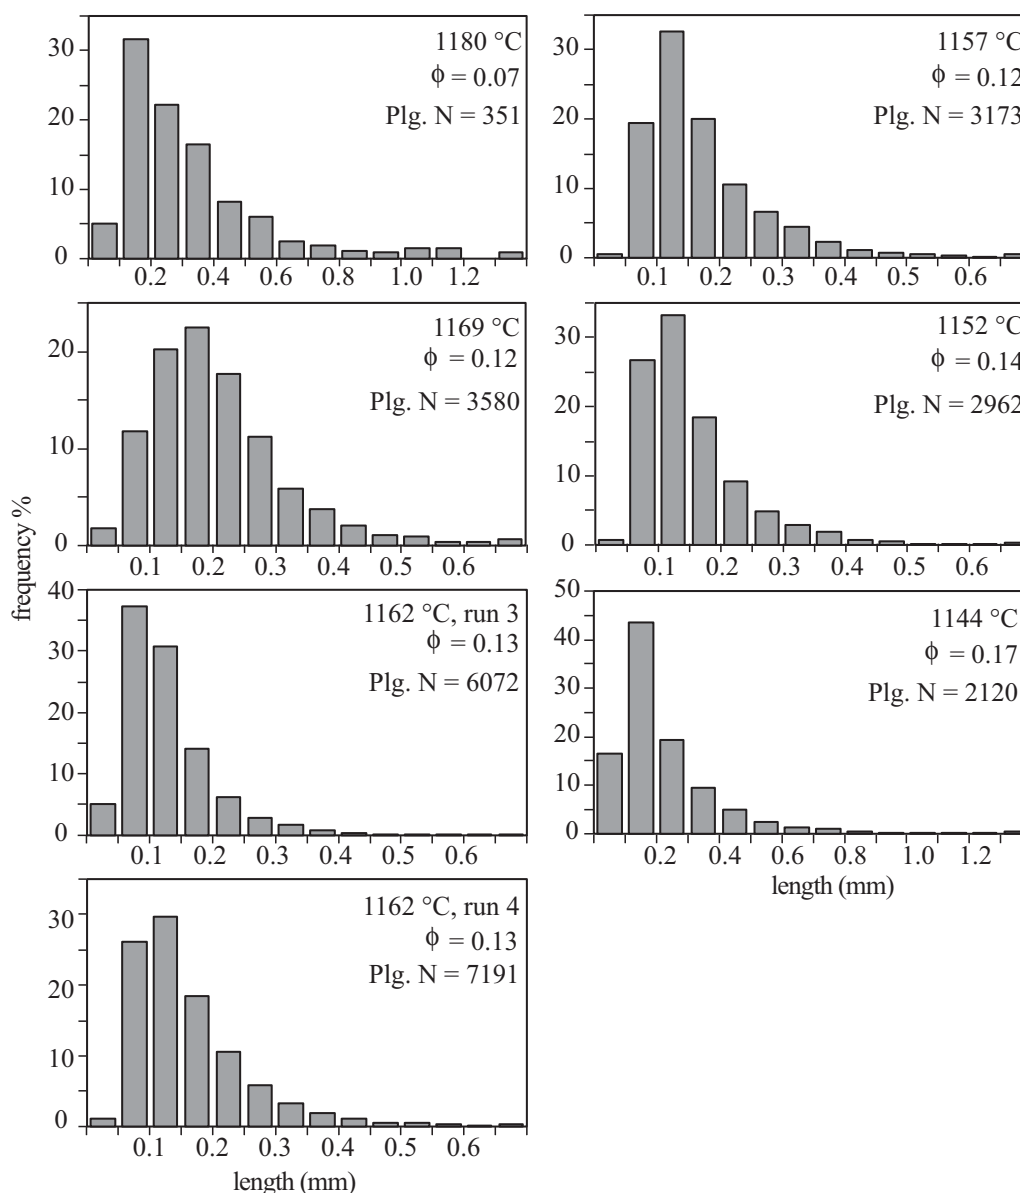 30
20
10
0
0.2 0.4 0.6 0.8 1.0 1.2
1180 °C
ϕ = 0.07
Plg. N = 351
20
10
0
0.1 0.2 0.3 0.4 0.5 0.6
1169 °C
ϕ = 0.12
Plg. N = 3580
frequency %
40
30
20
10
0
0.1 0.2 0.3 0.4 0.5 0.6
1162 °C, run 3
ϕ = 0.13
Plg. N = 6072
30
20
10
0
0.1 0.2 0.3 0.4 0.5 0.6
1162 °C, run 4
ϕ = 0.13
Plg. N = 7191
length (mm)
30
20
10
0
0.1 0.2 0.3 0.4 0.5 0.6
1157 °C
ϕ = 0.12
Plg. N = 3173
30
20
10
0
0.1 0.2 0.3 0.4 0.5 0.6
1152 °C
ϕ = 0.14
Plg. N = 2962
50
40
30
20
10
0
0.2 0.4 0.6 0.8 1.0 1.2
1144 °C
ϕ = 0.17
Plg. N = 2120
length (mm)